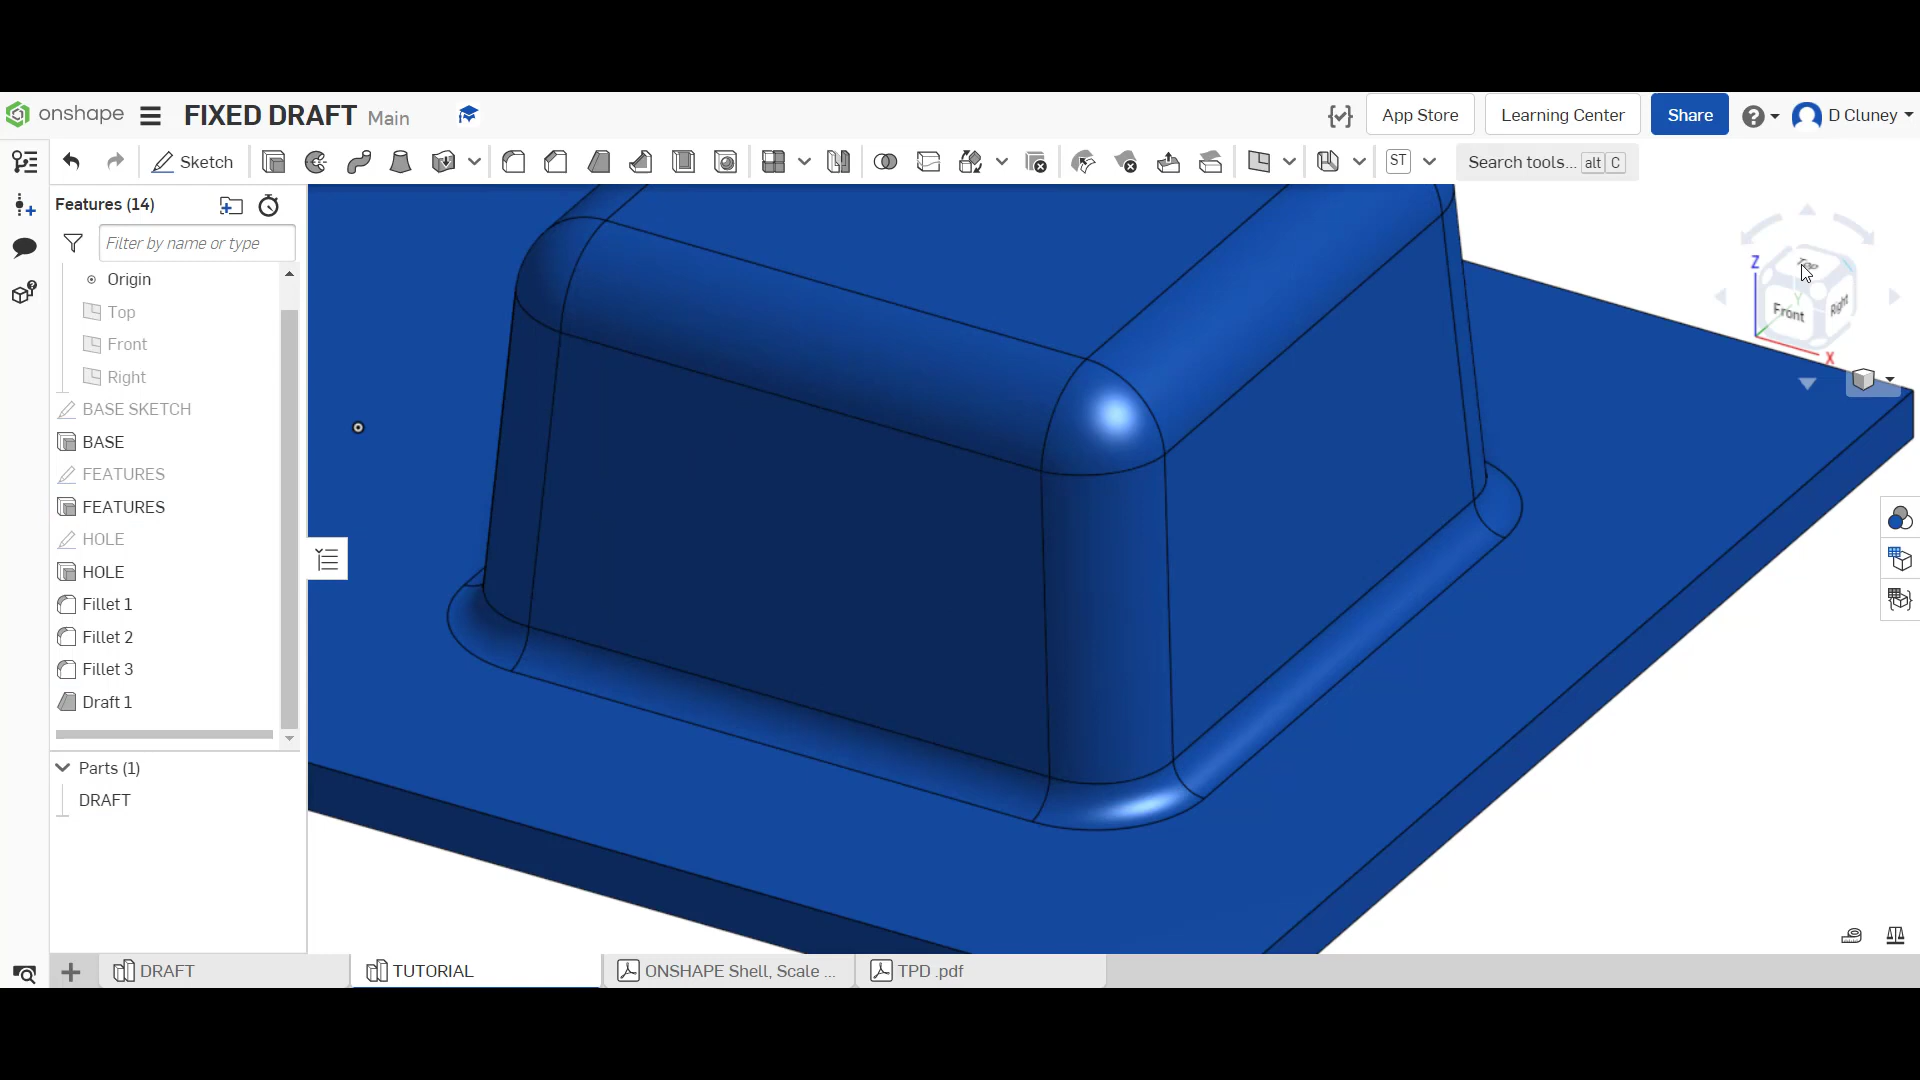 onshape FIXED DRAFT Main App Store Learning Center Share D Cluney
Sketch ST Search tools... alt C
Features (14)
Filter by name or type
Origin
Top
Front
Right
BASE SKETCH
BASE
FEATURES
FEATURES
HOLE
HOLE
Fillet 1
Fillet 2
Fillet 3
Draft 1
Parts (1)
DRAFT
Z
Top
Y
Front
Right
X
DRAFT TUTORIAL ONSHAPE Shell, Scale ... TPD .pdf